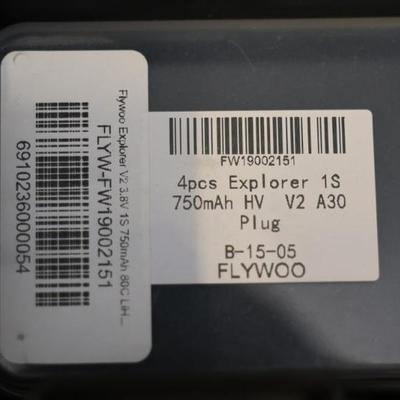 Flywoo Explorer V2 3.8V 1S 750mAh 80C LiH...
FLYW-FW19002151
6910236000054
FW19002151
4pcs Explorer 1S
750mAh HV V2 A30
Plug
B-15-05
FLYWOO